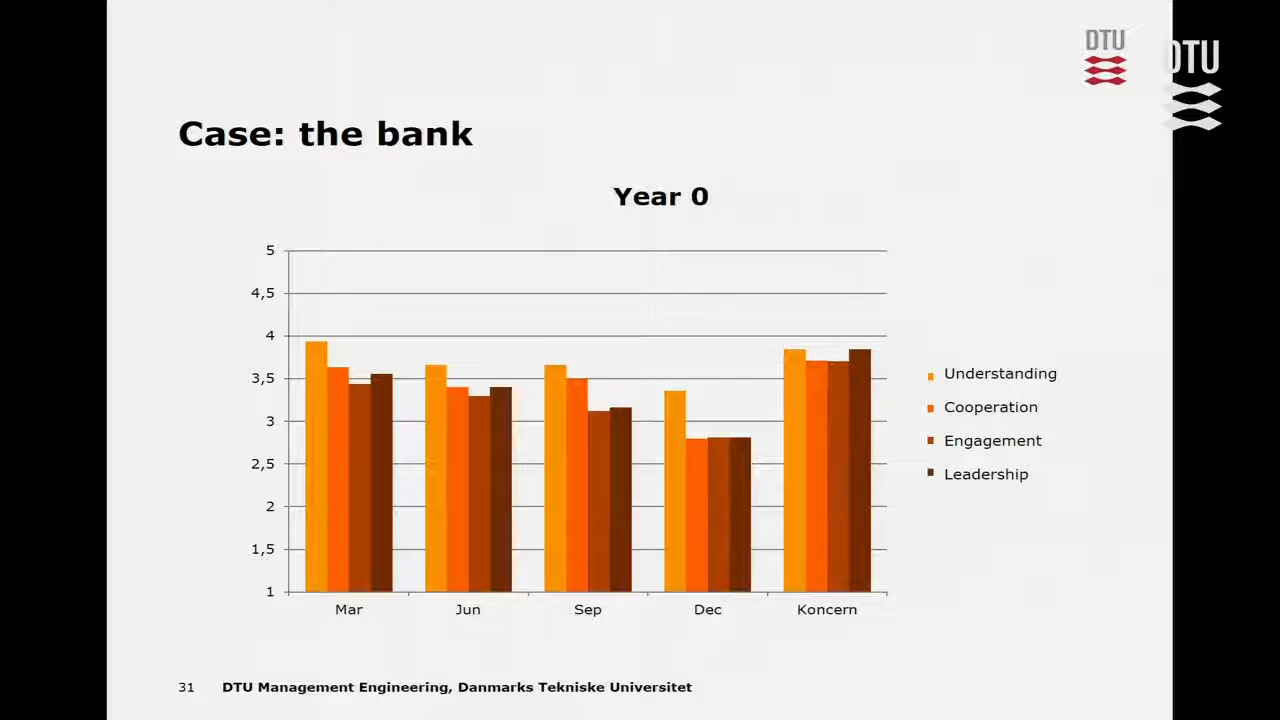 DTU
DTU
Case: the bank
Year 0
5
4,5
4
3,5
3
2,5
2
1,5
1
Mar Jun Sep Dec Koncern
Understanding
Cooperation
Engagement
Leadership
31 DTU Management Engineering, Danmarks Tekniske Universitet